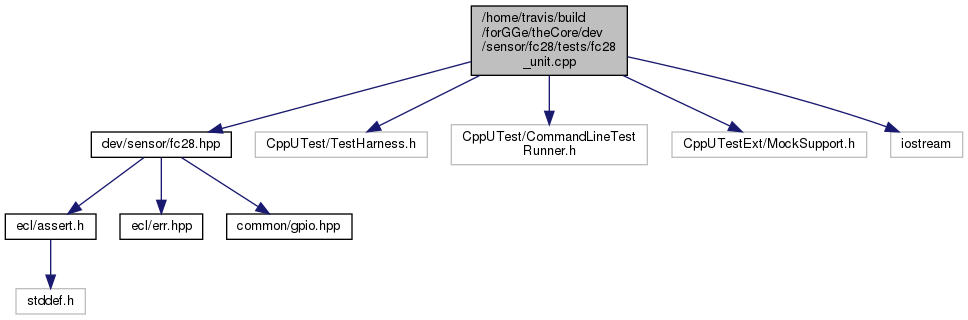 /home/travis/build
/forGGe/theCore/dev
/sensor/fc28/tests/fc28
_unit.cpp
dev/sensor/fc28.hpp
CppUTest/TestHarness.h
CppUTest/CommandLineTest
Runner.h
CppUTestExt/MockSupport.h
iostream
ecl/assert.h
ecl/err.hpp
common/gpio.hpp
stddef.h